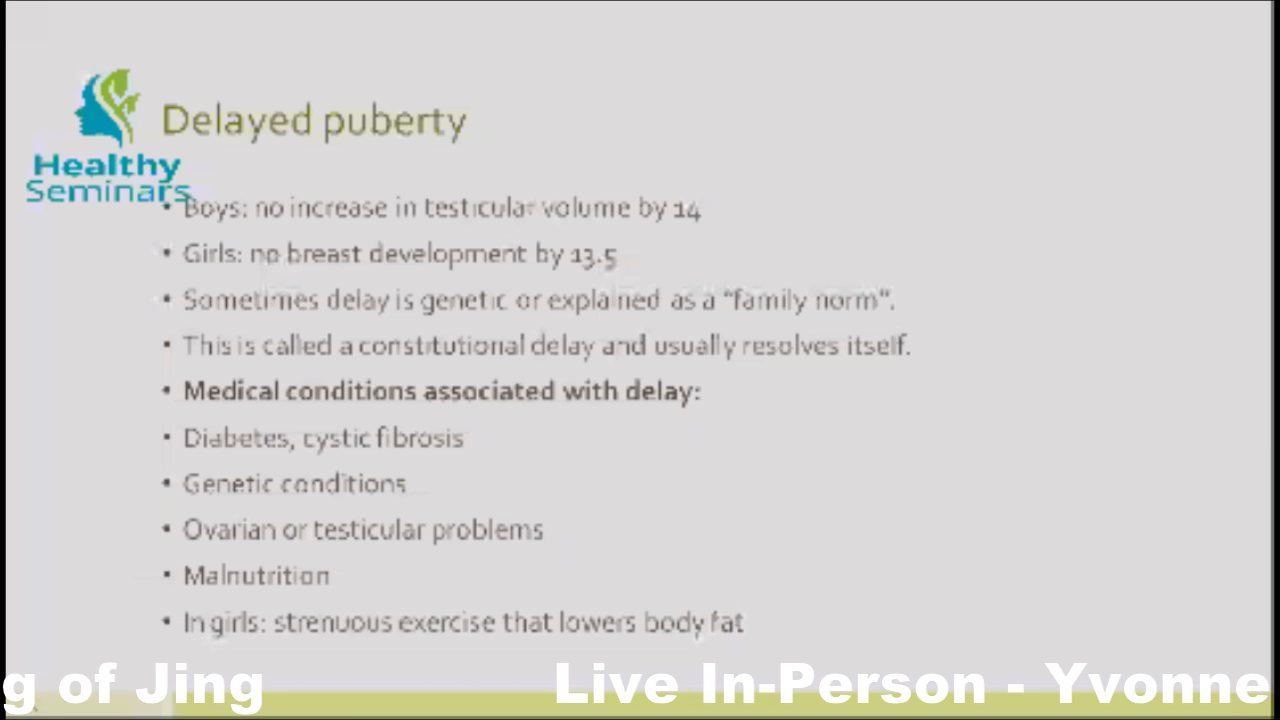 Delayed puberty
Healthy
Seminars
• Boys: no increase in testicular volume by 14
• Girls: no breast development by 13.5
• Sometimes delay is genetic or explained as a “family norm”.
• This is called a constitutional delay and usually resolves itself.
• Medical conditions associated with delay:
• Diabetes, cystic fibrosis
• Genetic conditions
• Ovarian or testicular problems
• Malnutrition
• In girls: strenuous exercise that lowers body fat
g of Jing Live In-Person - Yvonne